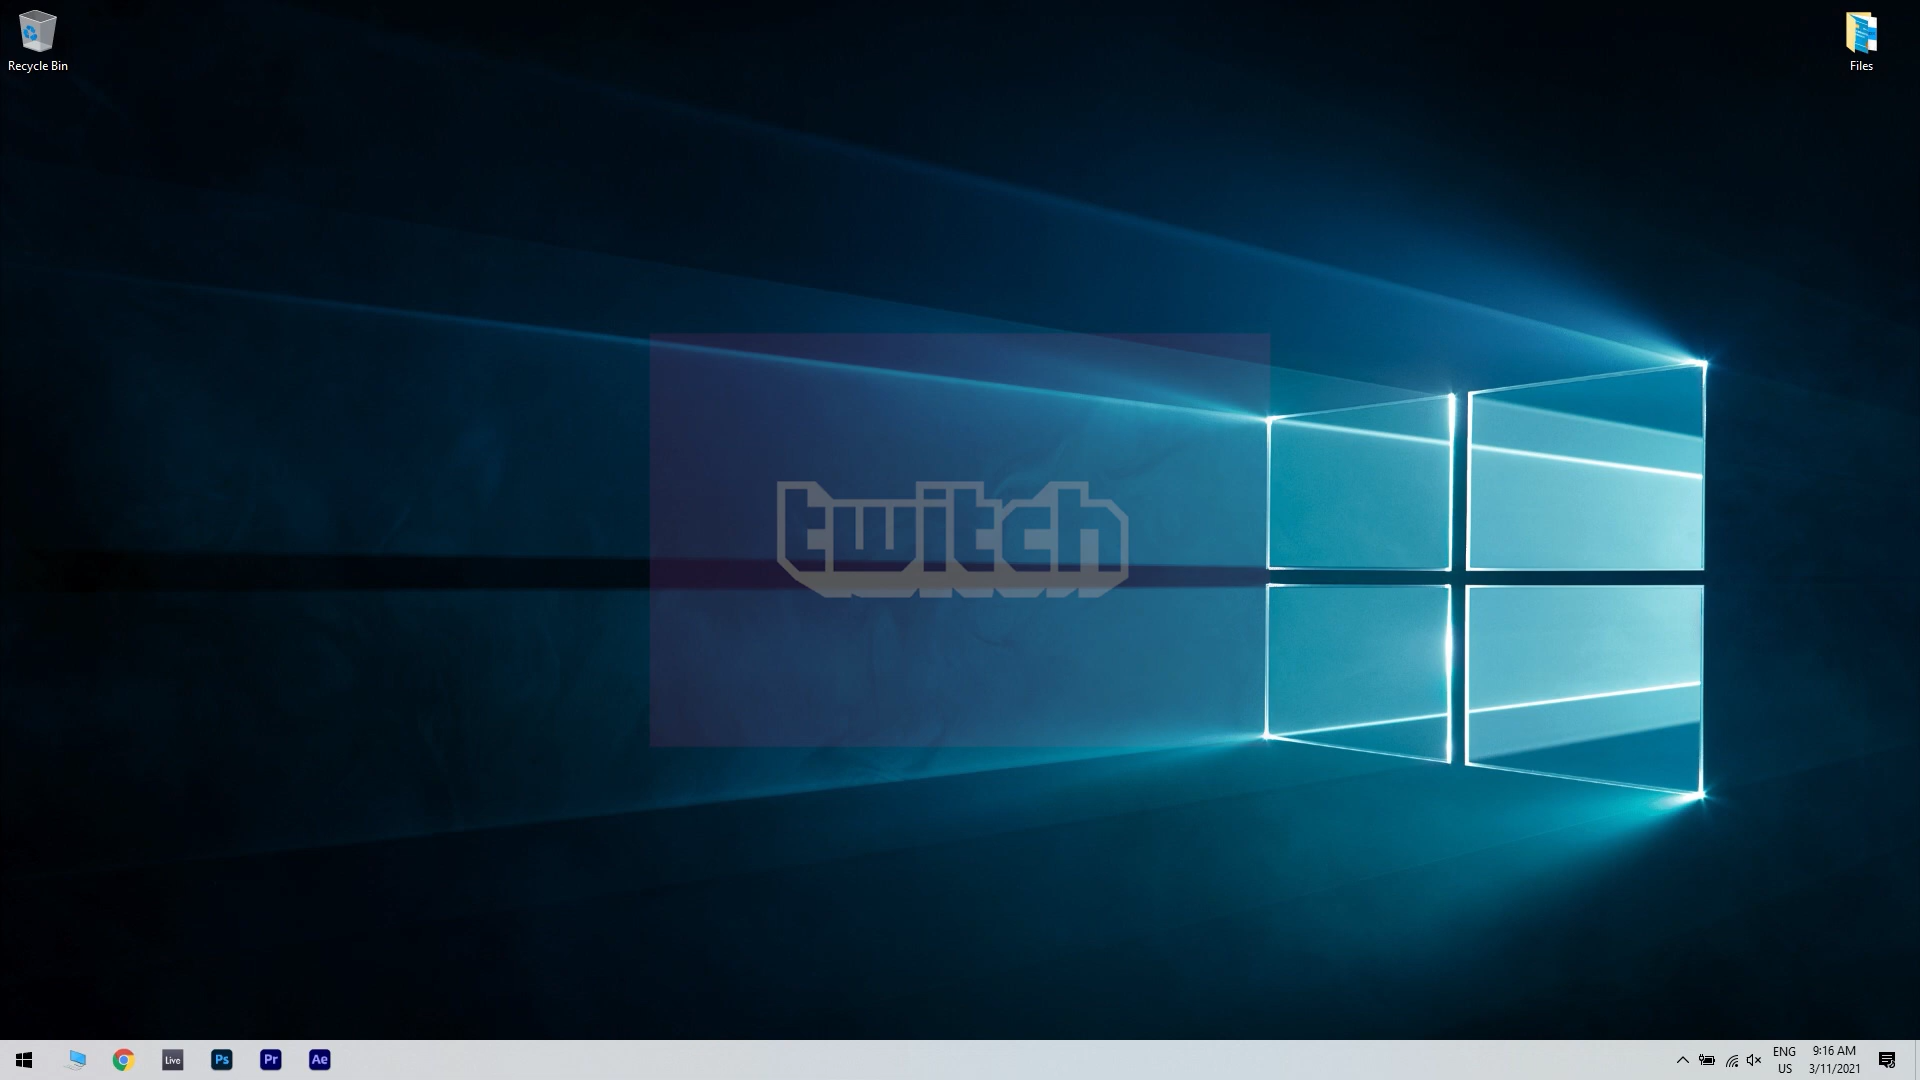 Recycle Bin
Files
twitch
Live
Ps
Pr
Ae
ENG
US
9:16 AM
3/11/2021